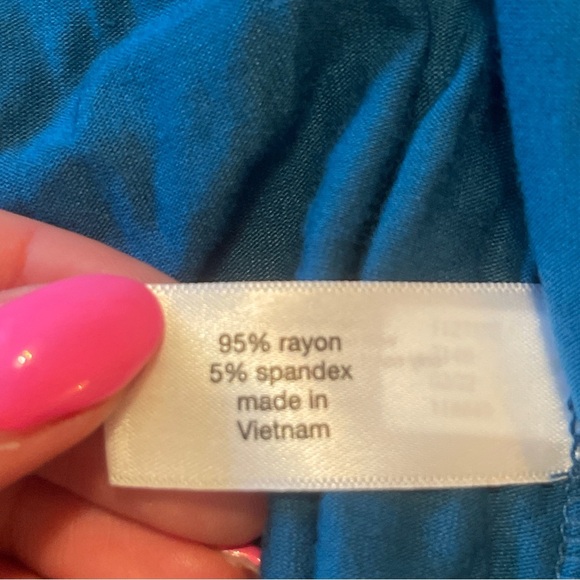 95% rayon
5% spandex
made in
Vietnam